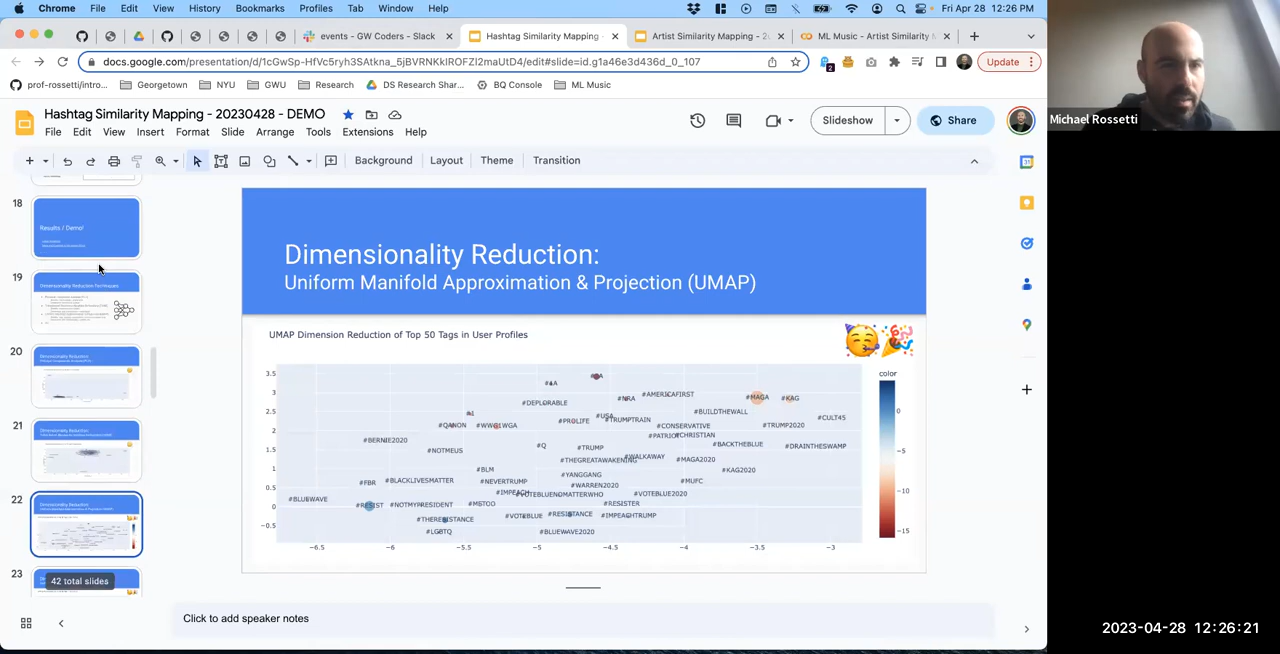 Chrome File Edit View History Bookmarks Profiles Tab Window Help Fri Apr 28 12:26 PM
events - GW Coders - Slack Hashtag Similarity Mapping - Artist Similarity Mapping - 2 ML Music - Artist Similarity M
docs.google.com/presentation/d/1cGwSp-HfVc5ryh3SAtkna_5jBVRNKkIROFZI2maUtD4/edit#slide=id.g1a46e3d436d_0_107 2 Update
prof-rossetti/intro... Georgetown NYU GWU Research DS Research Shar... BQ Console ML Music
Hashtag Similarity Mapping - 20230428 - DEMO
File Edit View Insert Format Slide Arrange Tools Extensions Help
Slideshow Share
Background Layout Theme Transition
18
Results / Demo!
19
Dimensionality Reduction Techniques
20
Dimensionality Reduction:
21
Dimensionality Reduction:
22
Dimensionality Reduction:
23
42 total slides
Dimensionality Reduction:
Uniform Manifold Approximation & Projection (UMAP)
UMAP Dimension Reduction of Top 50 Tags in User Profiles
color
3.5
3
2.5
2
1.5
1
0.5
0
−0.5
#AMERICAFIRST
#NRA
#MAGA #KAG
#DEPLORABLE
#BUILDTHEWALL
#USA
#CULT45
#PROLIFE #TRUMPTRAIN
#QANON #WWG1WGA
#CONSERVATIVE #TRUMP2020
#PATRIOT #CHRISTIAN
#BERNIE2020
#BACKTHEBLUE #DRAINTHESWAMP
#NOTMEUS #Q #TRUMP
#THEGREATAWAKENING #WALKAWAY #MAGA2020
#BLM #KAG2020
#YANGGANG
#FBR #BLACKLIVESMATTER #NEVERTRUMP #WARREN2020 #MUFC
#IMPEACH #VOTEBLUENOMATTERWHO #VOTEBLUE2020
#BLUEWAVE #RESIST #NOTMYPRESIDENT #MSTOO #RESISTER
#THERESISTANCE #VOTEBLUE #RESISTANCE #IMPEACHTRUMP
#LGBTQ #BLUEWAVE2020
−6.5 −6 −5.5 −5 −4.5 −4 −3.5 −3
0
−5
−10
−15
Click to add speaker notes
Michael Rossetti
2023-04-28 12:26:21